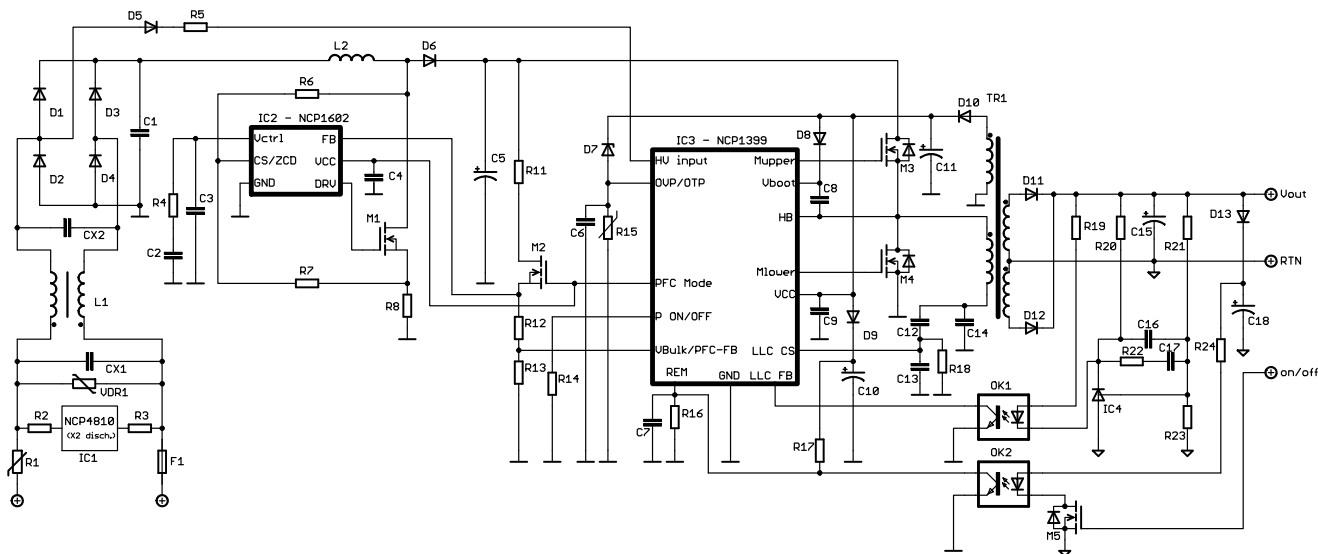 D5
R5
L2
D6
D10
TR1
R6
IC2 - NCP1602
IC3 - NCP1399
D1
D3
C1
Vctrl
FB
CS/ZCD
VCC
GND
DRV
C4
C5
R11
D7
D8
HV input
Mupper
OVP/OTP
Vboot
M3
C11
D2
D4
R4
C3
M1
C8
HB
D11
R19
C15
R20
R21
D13
Vout
CX2
C2
M2
C6
R15
Mlower
M4
RTN
L1
R7
R8
PFC Mode
VCC
C9
D9
P ON/OFF
C12
C14
D12
C16
C18
R12
R22
C17
R24
CX1
R13
R14
VBulk/PFC-FB
LLC CS
C13
R18
VDR1
REM
GND
LLC FB
C10
OK1
IC4
on/off
R2
NCP4810
(X2 disch.)
R3
IC1
C7
R16
R17
R23
R1
F1
OK2
M5